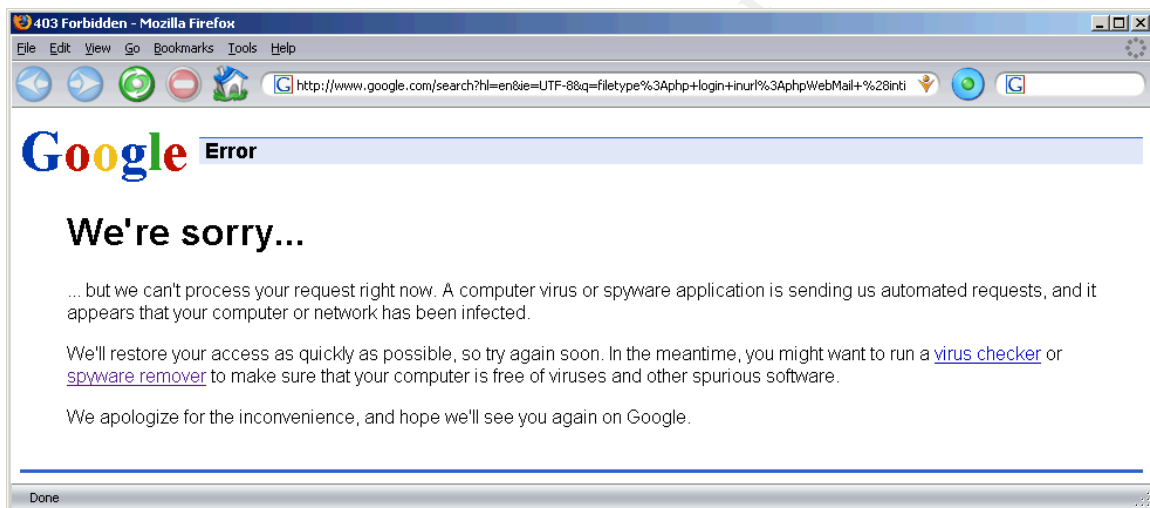 403 Forbidden - Mozilla Firefox
File Edit View Go Bookmarks Tools Help
G http://www.google.com/search?hl=en&ie=UTF-8&q=filetype%3Aphp+login+inurl%3AphpWebMail+%28inti G
Google Error
We're sorry...
... but we can't process your request right now. A computer virus or spyware application is sending us automated requests, and it
appears that your computer or network has been infected.
We'll restore your access as quickly as possible, so try again soon. In the meantime, you might want to run a virus checker or
spyware remover to make sure that your computer is free of viruses and other spurious software.
We apologize for the inconvenience, and hope we'll see you again on Google.
Done